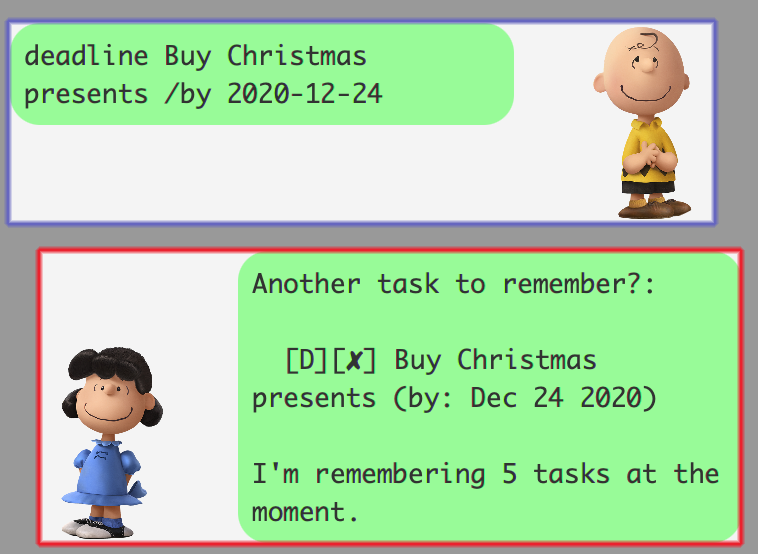 deadline Buy Christmas
presents /by 2020-12-24
Another task to remember?:
[D][✘] Buy Christmas
presents (by: Dec 24 2020)
I'm remembering 5 tasks at the
moment.